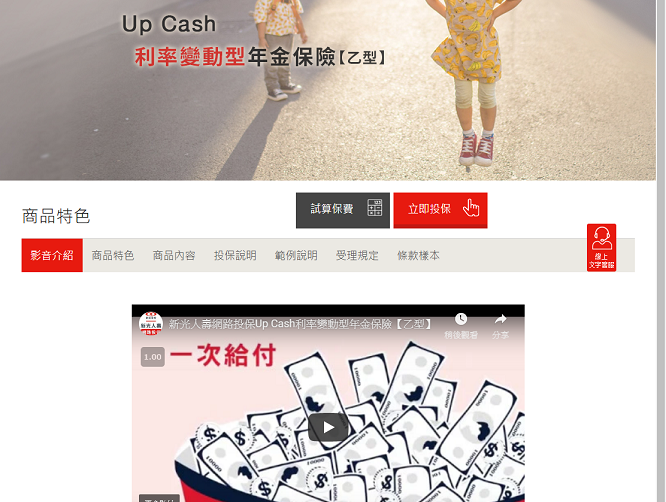 Up Cash
利率變動型年金保險【乙型】
商品特色
試算保費
立即投保
線上
文字客服
影音介紹
商品特色
商品內容
投保說明
範例說明
受理規定
條款樣本
新光人壽網路投保Up Cash利率變動型年金保險【乙型】
稍後觀看
分享
1.00
一次給付